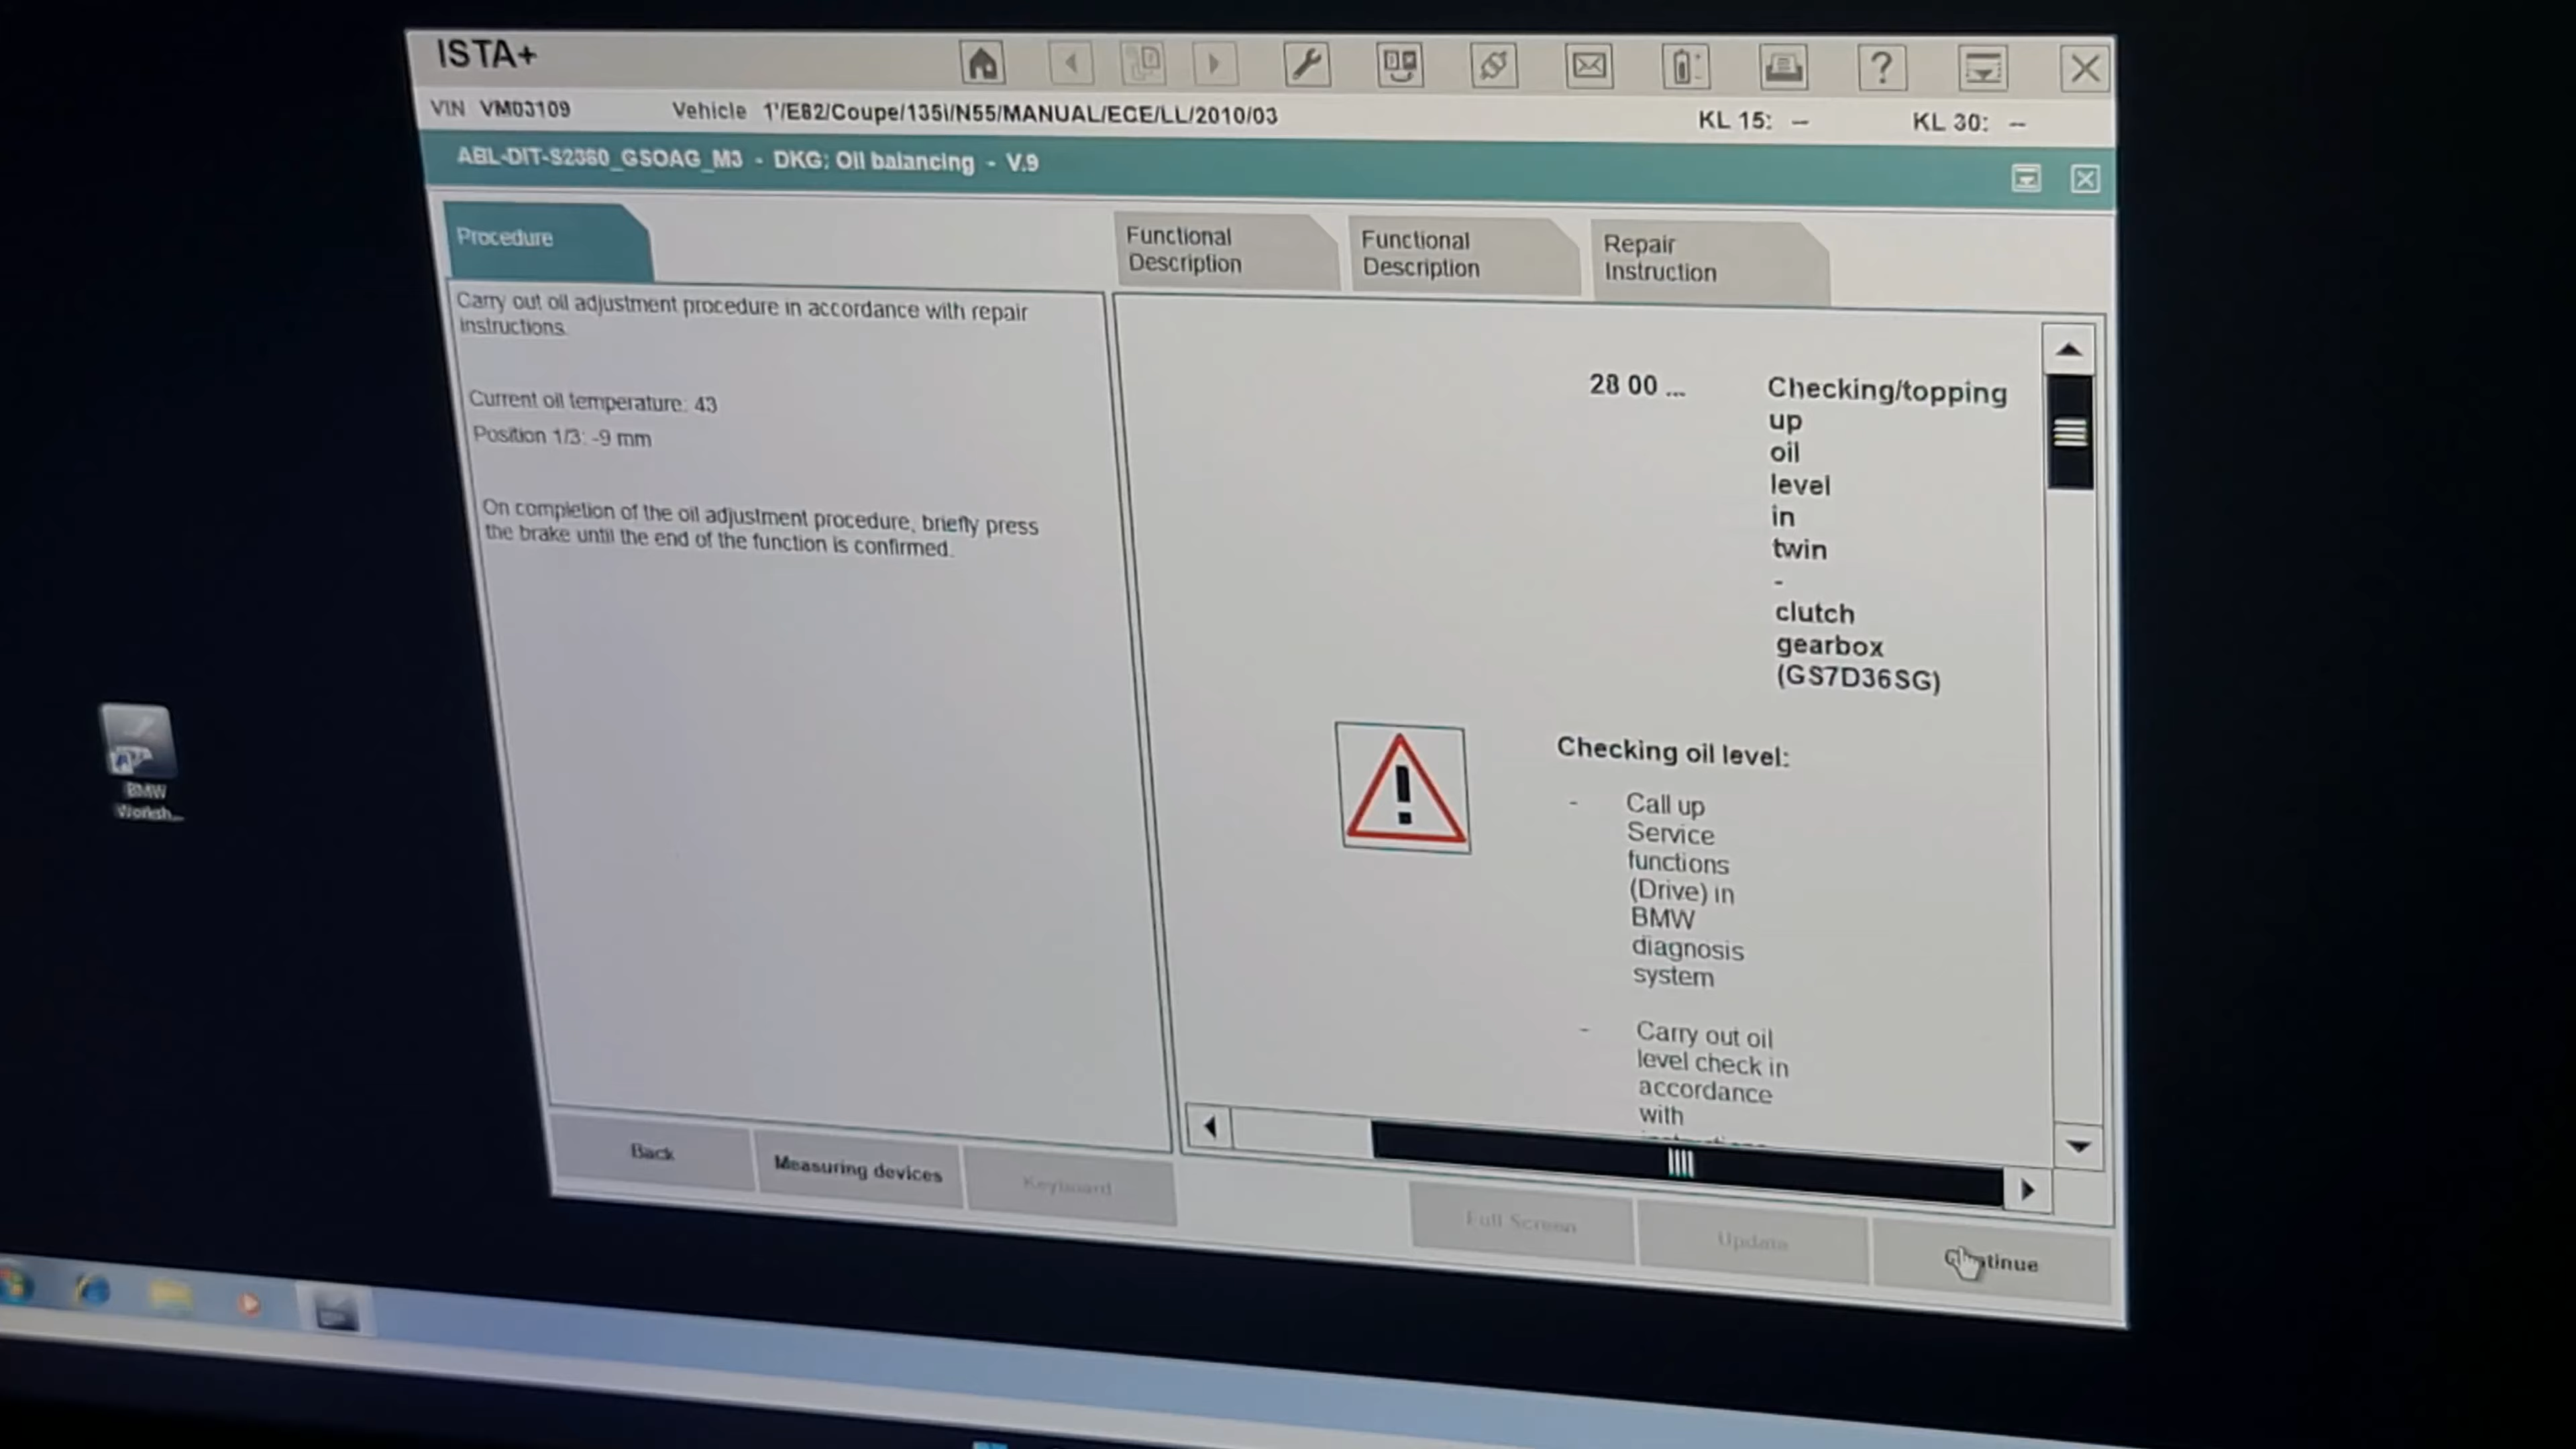 ISTA+
VIN VM03109
Vehicle 1'/E82/Coupe/135i/N55/MANUAL/ECE/LL/2010/03
KL 15: --
KL 30: --
ABL-DIT-S2360_GSOAG_M3 - DKG: Oil balancing - V.9
Procedure
Functional
Description
Functional
Description
Repair
Instruction
Carry out oil adjustment procedure in accordance with repair
instructions.
Current oil temperature: 43
Position 1/3: -9 mm
On completion of the oil adjustment procedure, briefly press
the brake until the end of the function is confirmed.
28 00 ...
Checking/topping
up
oil
level
in
twin
-
clutch
gearbox
(GS7D36SG)
Checking oil level:
- Call up
Service
functions
(Drive) in
BMW
diagnosis
system
- Carry out oil
level check in
accordance
with
Back
Measuring devices
Keyboard
Full Screen
Update
Continue
BMW
Worksh...